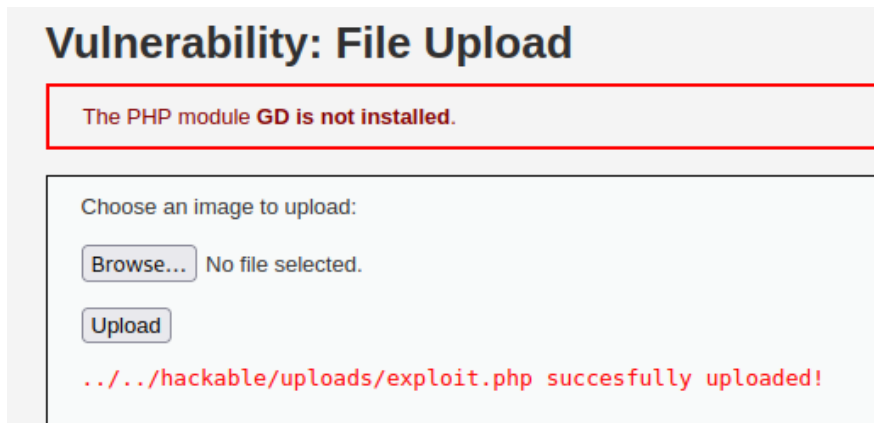 Vulnerability: File Upload
The PHP module GD is not installed.
Choose an image to upload:
Browse... No file selected.
Upload
../../hackable/uploads/exploit.php succesfully uploaded!